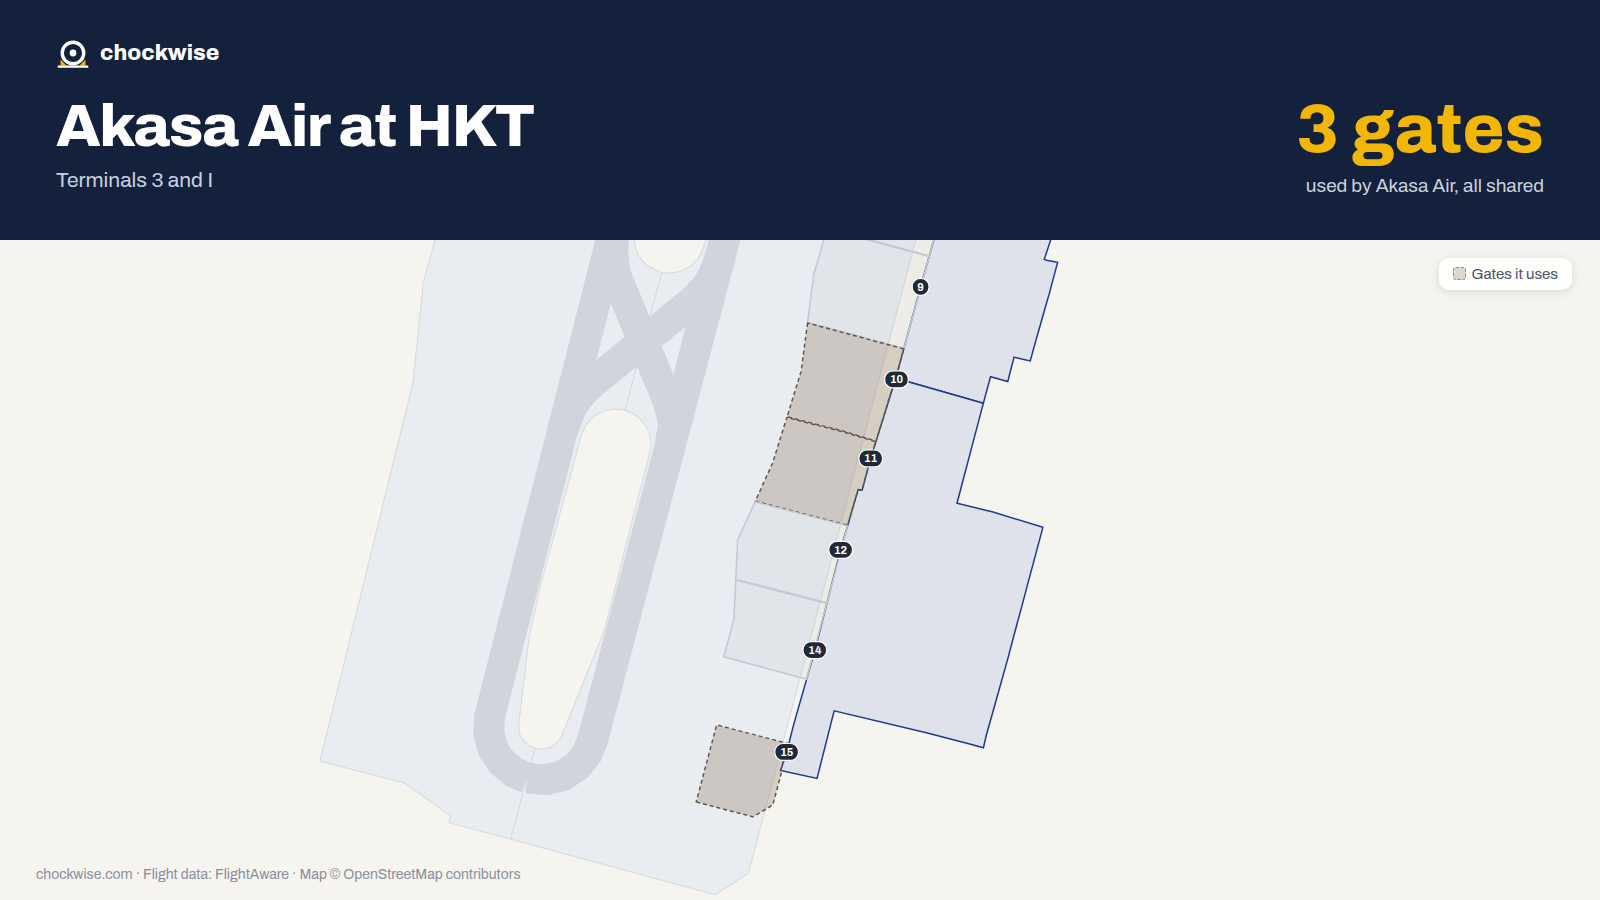 chockwise
Akasa Air at HKT
Terminals 3 and I
3 gates
used by Akasa Air, all shared
Gates it uses
9
10
11
12
14
15
chockwise.com · Flight data: FlightAware · Map © OpenStreetMap contributors